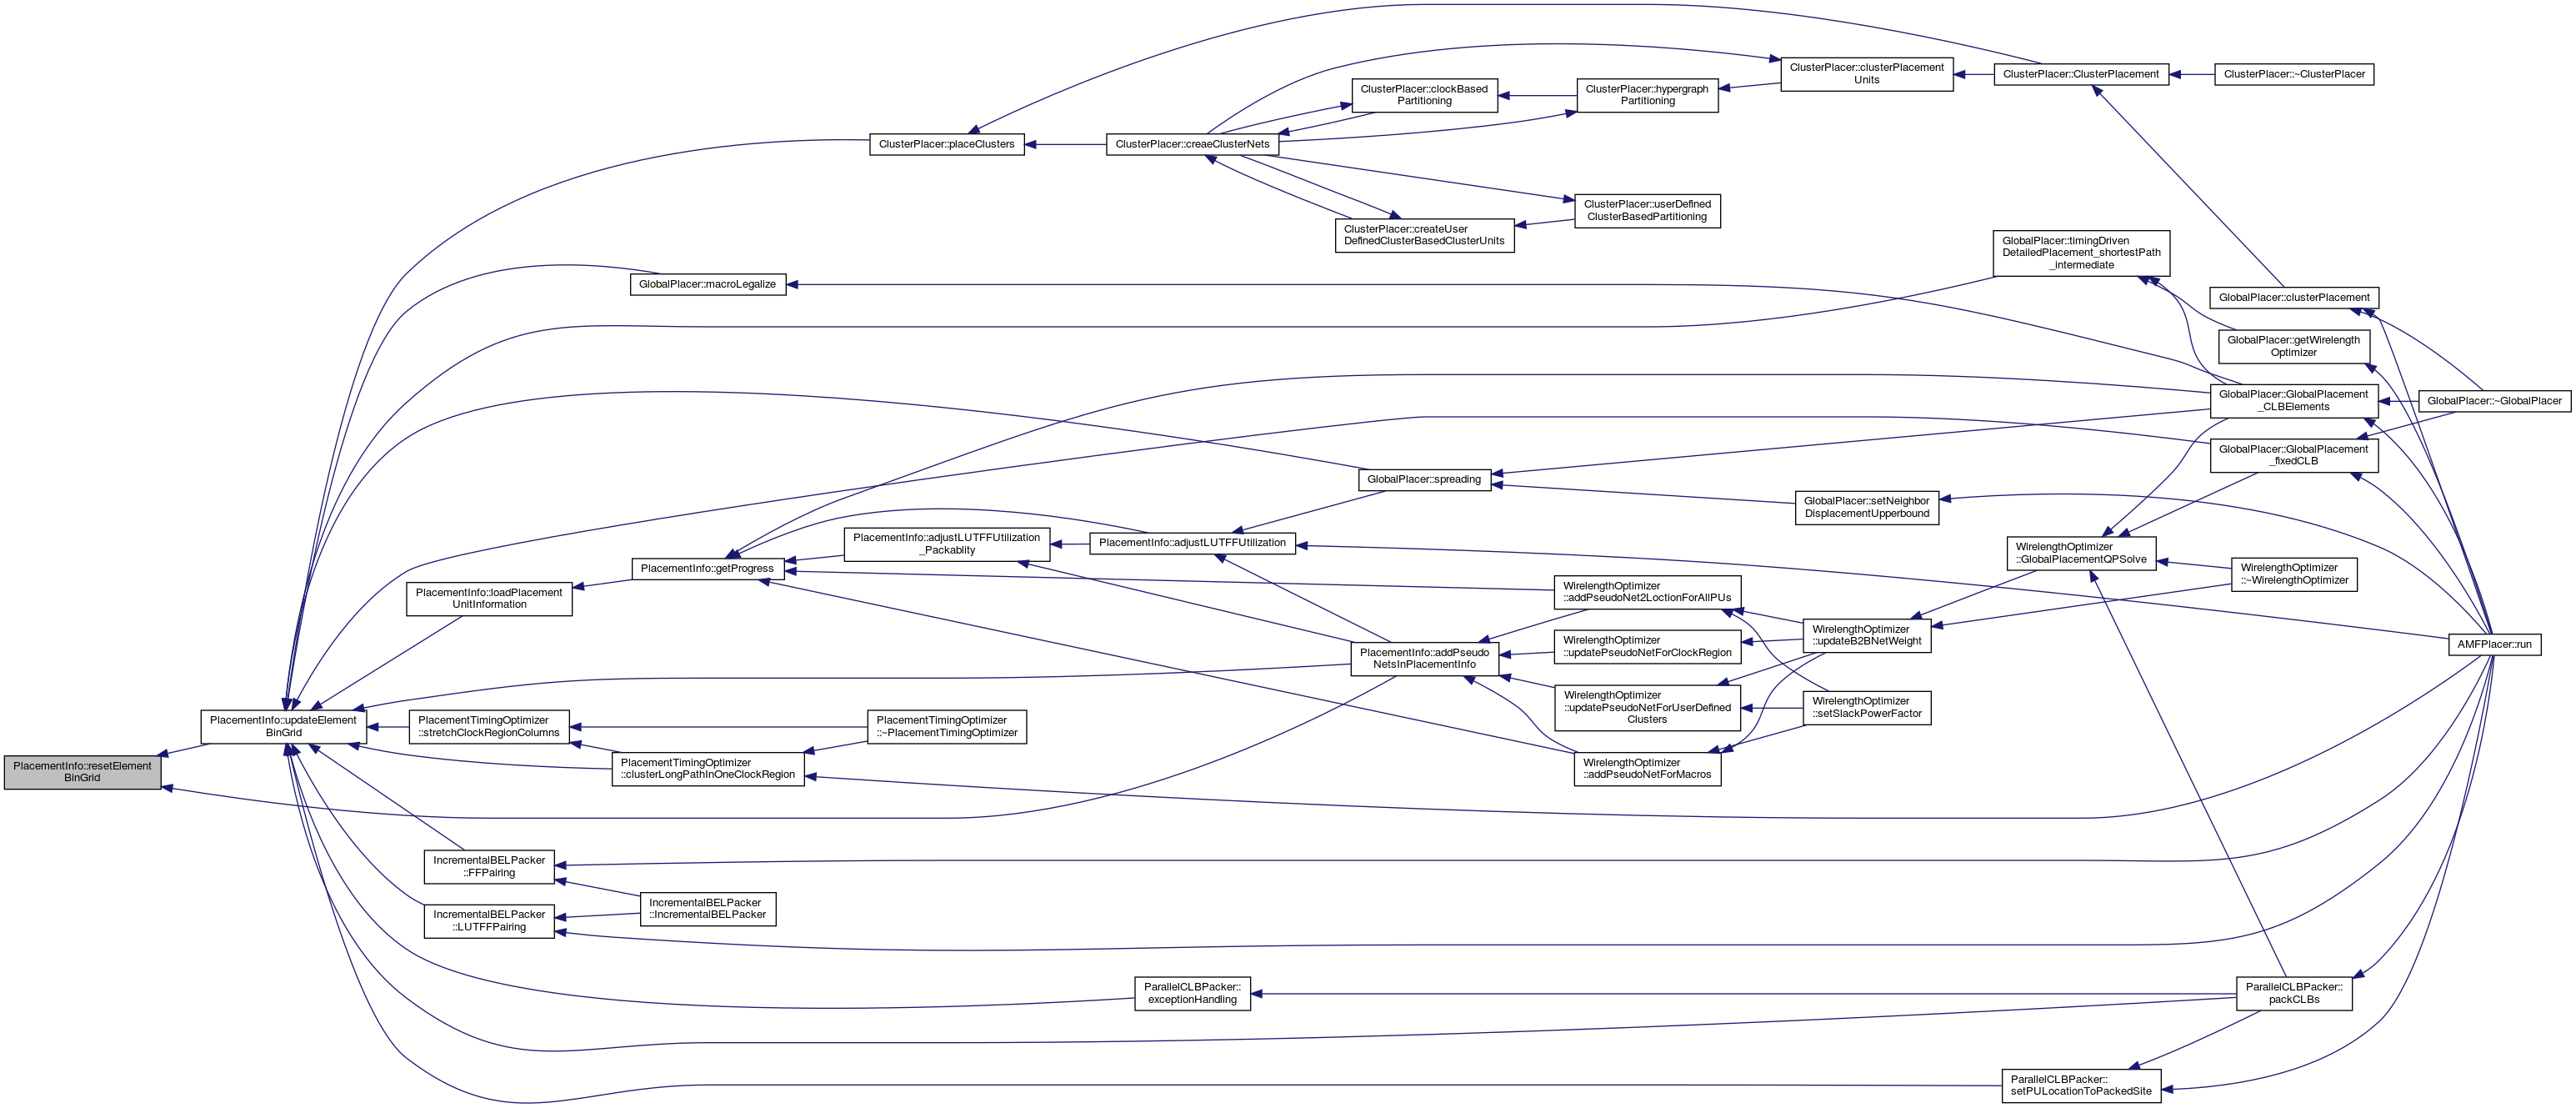 ClusterPlacer::clusterPlacement
Units
ClusterPlacer::ClusterPlacement
ClusterPlacer::~ClusterPlacer
ClusterPlacer::clockBased
Partitioning
ClusterPlacer::hypergraph
Partitioning
ClusterPlacer::placeClusters
ClusterPlacer::creaeClusterNets
ClusterPlacer::userDefined
ClusterBasedPartitioning
ClusterPlacer::createUser
DefinedClusterBasedClusterUnits
GlobalPlacer::timingDriven
DetailedPlacement_shortestPath
_intermediate
GlobalPlacer::macroLegalize
GlobalPlacer::clusterPlacement
GlobalPlacer::getWirelength
Optimizer
GlobalPlacer::GlobalPlacement
_CLBElements
GlobalPlacer::~GlobalPlacer
GlobalPlacer::GlobalPlacement
_fixedCLB
GlobalPlacer::spreading
GlobalPlacer::setNeighbor
DisplacementUpperbound
PlacementInfo::adjustLUTFFUtilization
_Packablity
PlacementInfo::adjustLUTFFUtilization
PlacementInfo::getProgress
WirelengthOptimizer
::GlobalPlacementQPSolve
WirelengthOptimizer
::~WirelengthOptimizer
PlacementInfo::loadPlacement
UnitInformation
WirelengthOptimizer
::addPseudoNet2LoctionForAllPUs
WirelengthOptimizer
::updateB2BNetWeight
AMFPlacer::run
PlacementInfo::addPseudo
NetsInPlacementInfo
WirelengthOptimizer
::updatePseudoNetForClockRegion
WirelengthOptimizer
::updatePseudoNetForUserDefined
Clusters
WirelengthOptimizer
::setSlackPowerFactor
PlacementInfo::updateElement
BinGrid
PlacementTimingOptimizer
::stretchClockRegionColumns
PlacementTimingOptimizer
::~PlacementTimingOptimizer
PlacementInfo::resetElement
BinGrid
PlacementTimingOptimizer
::clusterLongPathInOneClockRegion
WirelengthOptimizer
::addPseudoNetForMacros
IncrementalBELPacker
::FFPairing
IncrementalBELPacker
::IncrementalBELPacker
IncrementalBELPacker
::LUTFFPairing
ParallelCLBPacker::
exceptionHandling
ParallelCLBPacker::
packCLBs
ParallelCLBPacker::
setPULocationToPackedSite